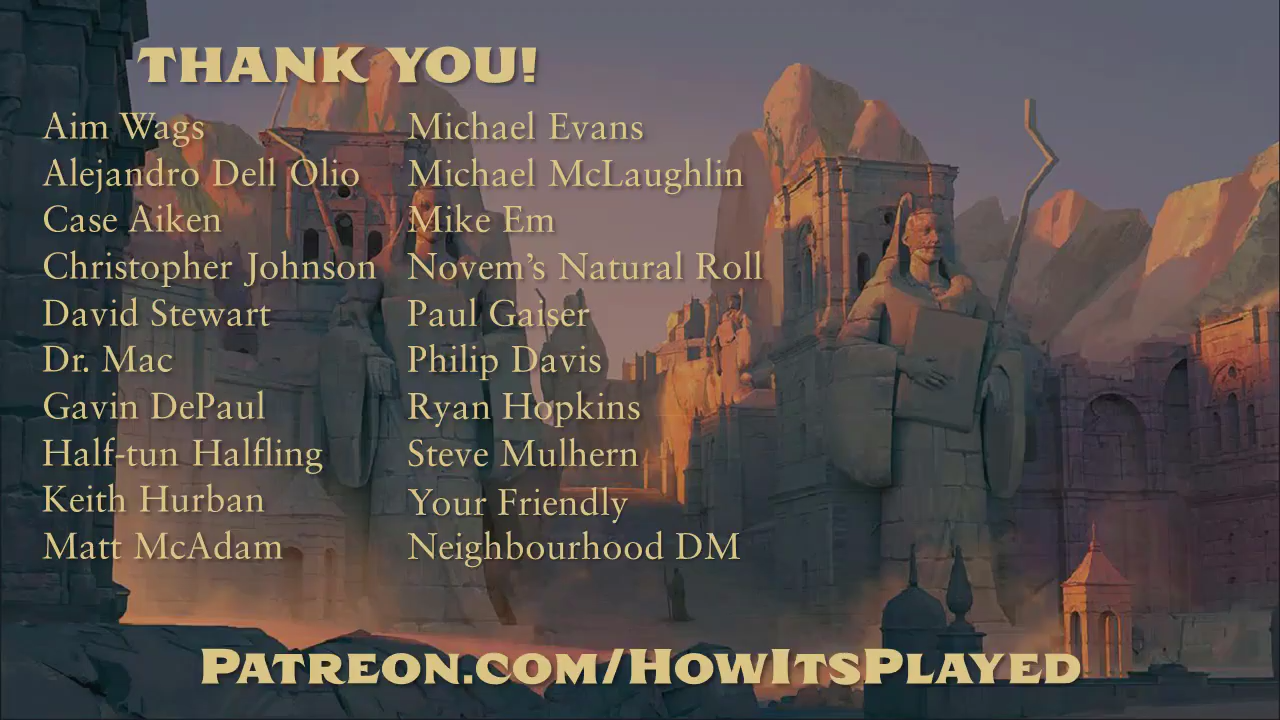 THANK YOU!
Aim Wags
Alejandro Dell Olio
Case Aiken
Christopher Johnson
David Stewart
Dr. Mac
Gavin DePaul
Half-tun Halfling
Keith Hurban
Matt McAdam
Michael Evans
Michael McLaughlin
Mike Em
Novem's Natural Roll
Paul Gaiser
Philip Davis
Ryan Hopkins
Steve Mulhern
Your Friendly
Neighbourhood DM
PATREON.COM/HOWITSPLAYED